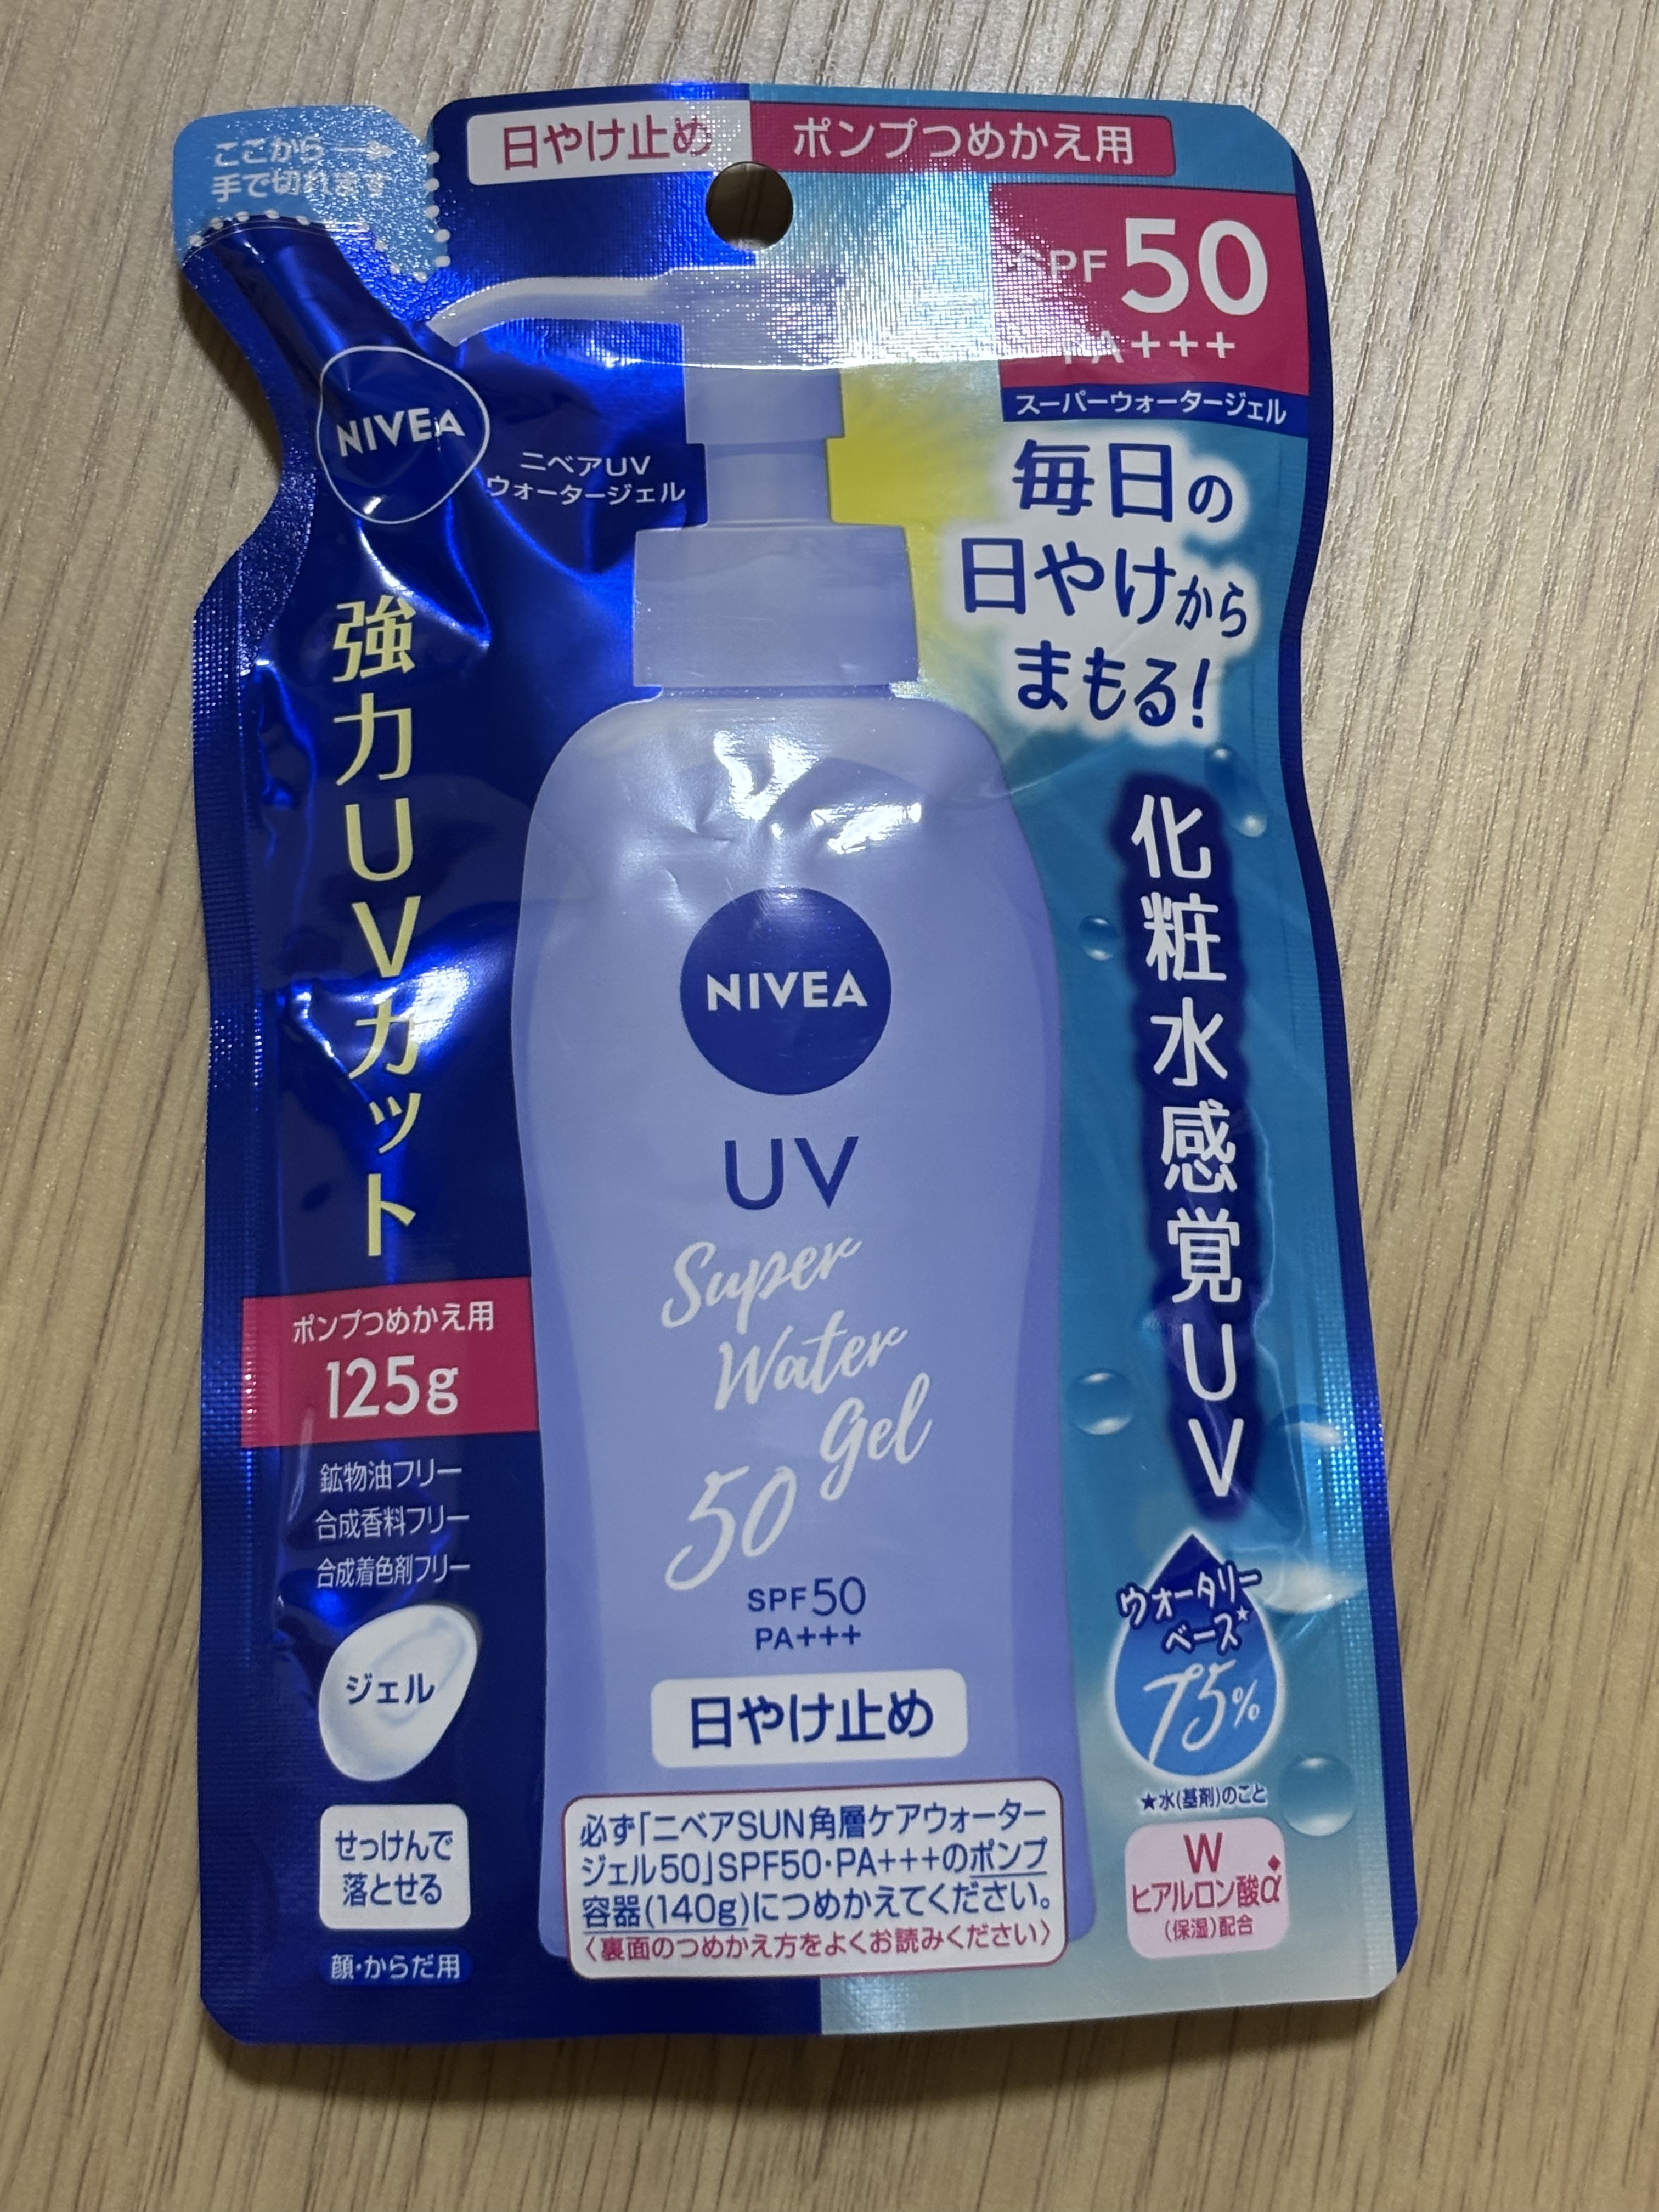 ここから→
手で切れます
日やけ止め ポンプつめかえ用
SPF50
PA+++
スーパーウォータージェル
NIVEA
ニベアUV
ウォータージェル
毎日の
日やけから
まもる!
強力UVカット
化粧水感覚UV
NIVEA
UV
Super
Water
Gel
50
SPF50
PA+++
日やけ止め
ポンプつめかえ用
125g
鉱物油フリー
合成香料フリー
合成着色剤フリー
ジェル
せっけんで
落とせる
顔・からだ用
ウォータリー
ベース★
75%
★水(基剤)のこと
W
ヒアルロン酸α◆
(保湿)配合
必ず「ニベアSUN角層ケアウォーター
ジェル50」SPF50・PA+++のポンプ
容器(140g)につめかえてください。
〈裏面のつめかえ方をよくお読みください〉